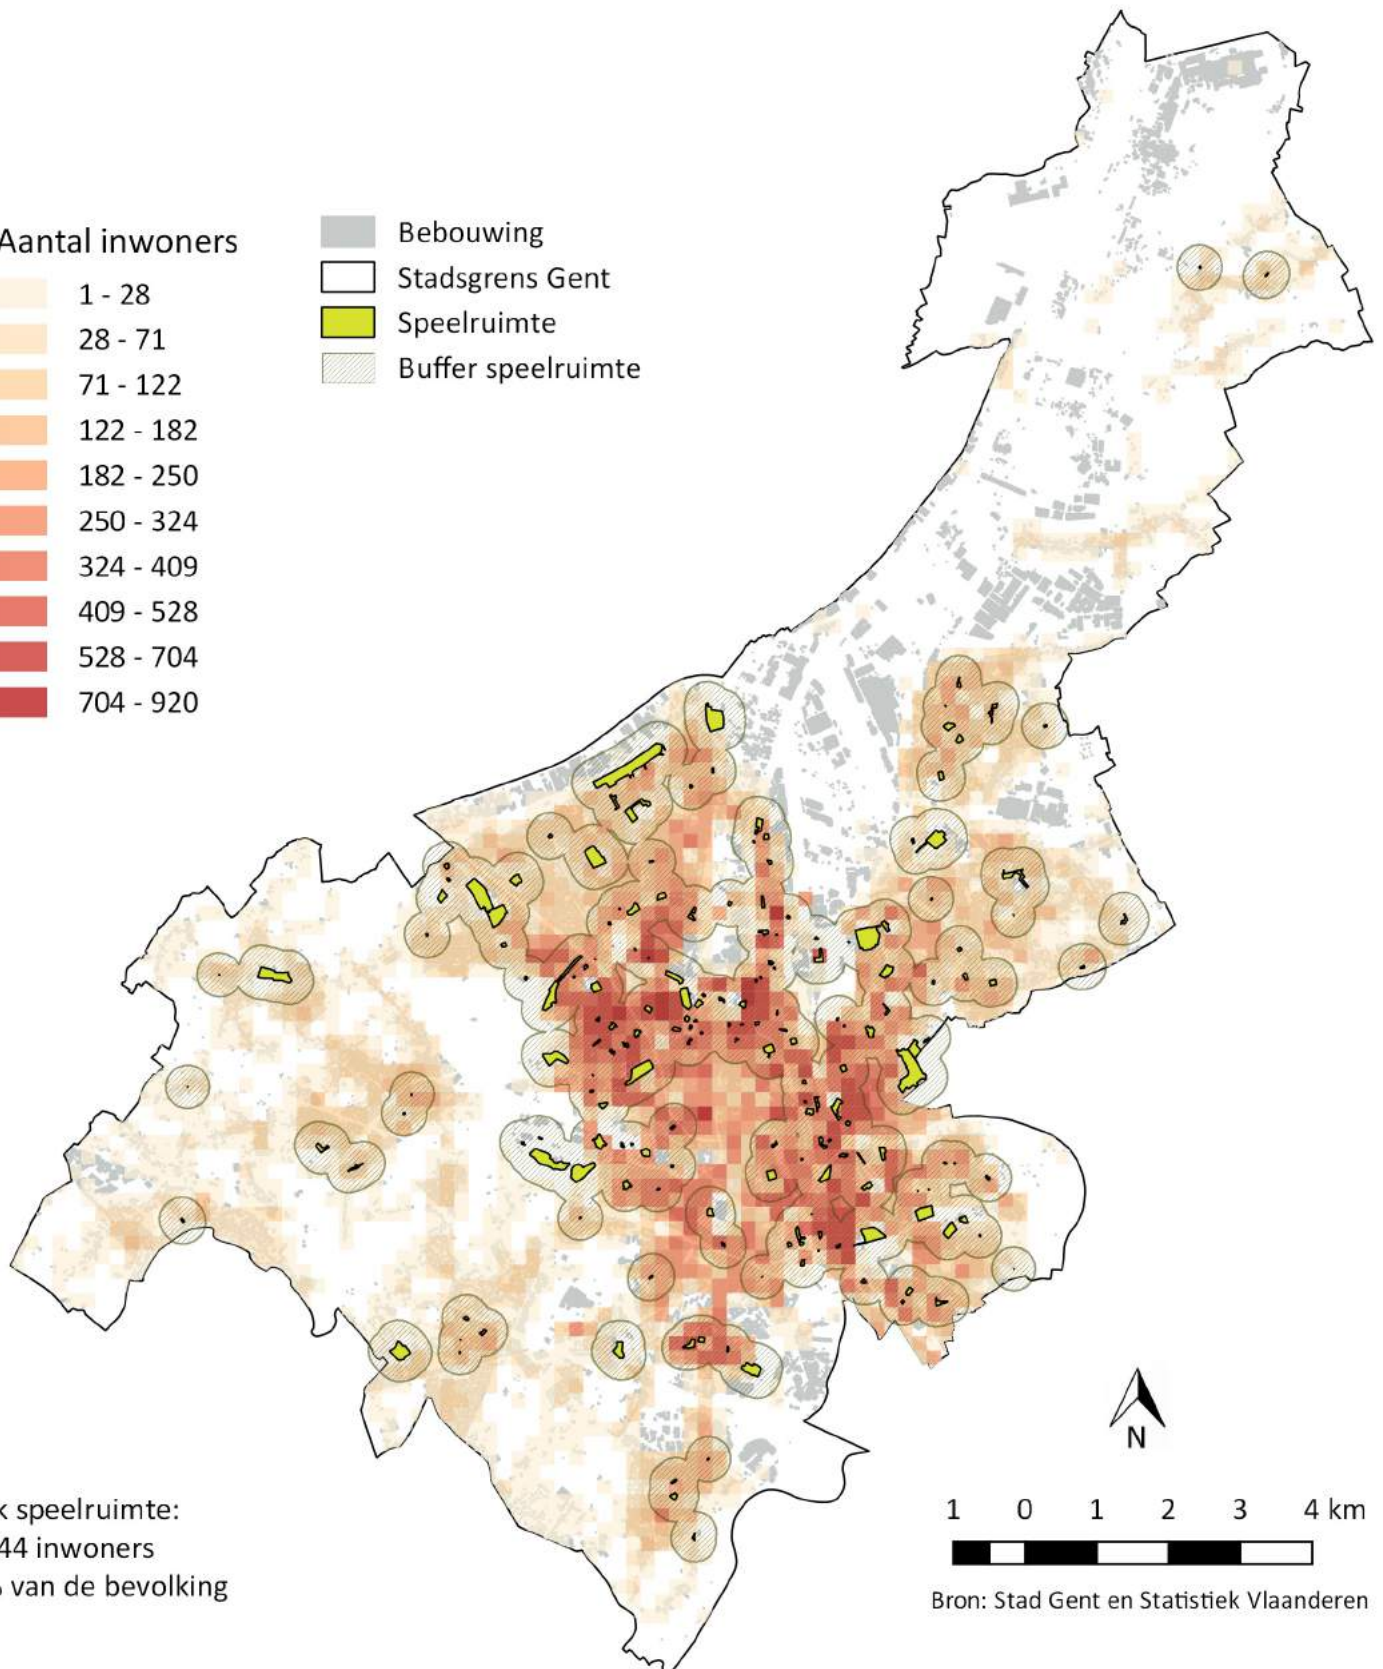 Aantal inwoners
1 - 28
28 - 71
71 - 122
122 - 182
182 - 250
250 - 324
324 - 409
409 - 528
528 - 704
704 - 920
Bebouwing
Stadsgrens Gent
Speelruimte
Buffer speelruimte
N
1 0 1 2 3 4 km
Bron: Stad Gent en Statistiek Vlaanderen
k speelruimte:
44 inwoners
van de bevolking